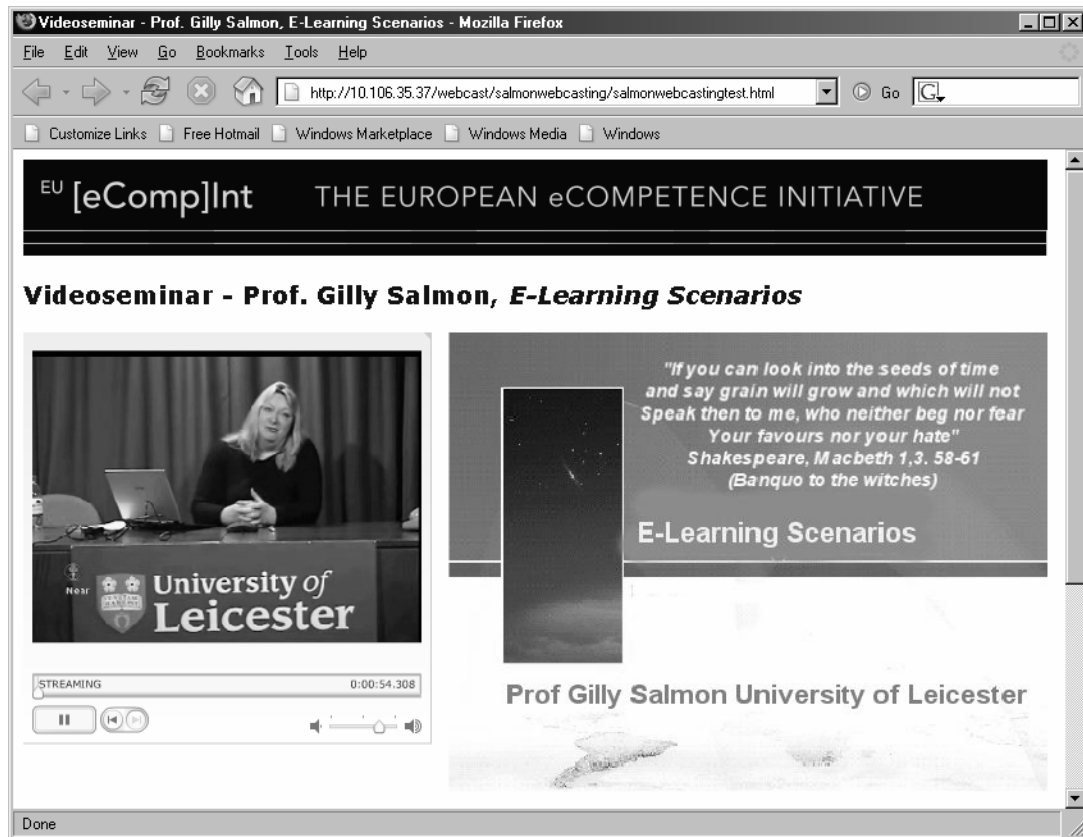 Videoseminar - Prof. Gilly Salmon, E-Learning Scenarios - Mozilla Firefox
File Edit View Go Bookmarks Tools Help
http://10.106.35.37/webcast/salmonwebcasting/salmonwebcastingtest.html Go G
Customize Links Free Hotmail Windows Marketplace Windows Media Windows
EU [eComp]Int THE EUROPEAN eCOMPETENCE INITIATIVE
Videoseminar - Prof. Gilly Salmon, E-Learning Scenarios
Near
University of
Leicester
STREAMING 0:00:54.308
"If you can look into the seeds of time
and say grain will grow and which will not
Speak then to me, who neither beg nor fear
Your favours nor your hate"
Shakespeare, Macbeth 1,3. 58-61
(Banquo to the witches)
E-Learning Scenarios
Prof Gilly Salmon University of Leicester
Done